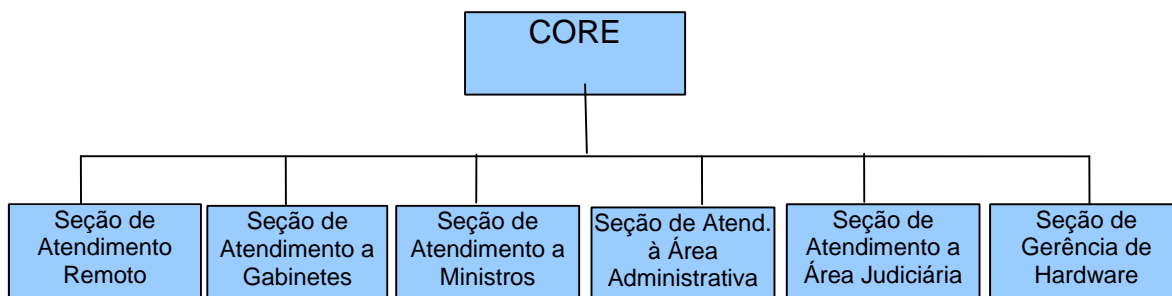 CORE
Seção de
Atendimento
Remoto
Seção de
Atendimento a
Gabinetes
Seção de
Atendimento a
Ministros
Seção de Atend.
à Área
Administrativa
Seção de
Atendimento a
Área Judiciária
Seção de
Gerência de
Hardware